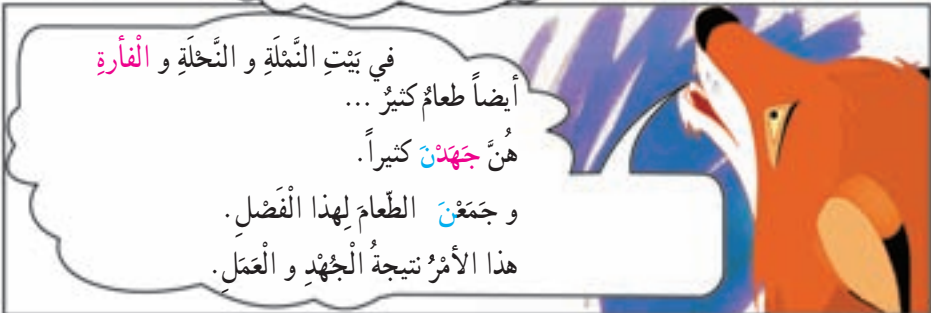 في بَيْتِ النَّمْلَةِ و النَّحْلَةِ و الْفأرةِ
أيضاً طعامٌ كثيرٌ ...
هُنَّ جَهَدْنَ كثيراً.
و جَمَعْنَ الطّعامَ لِهذا الْفَصْلِ.
هذا الأمْرُ نتيجةُ الْجُهْدِ و الْعَمَلِ.